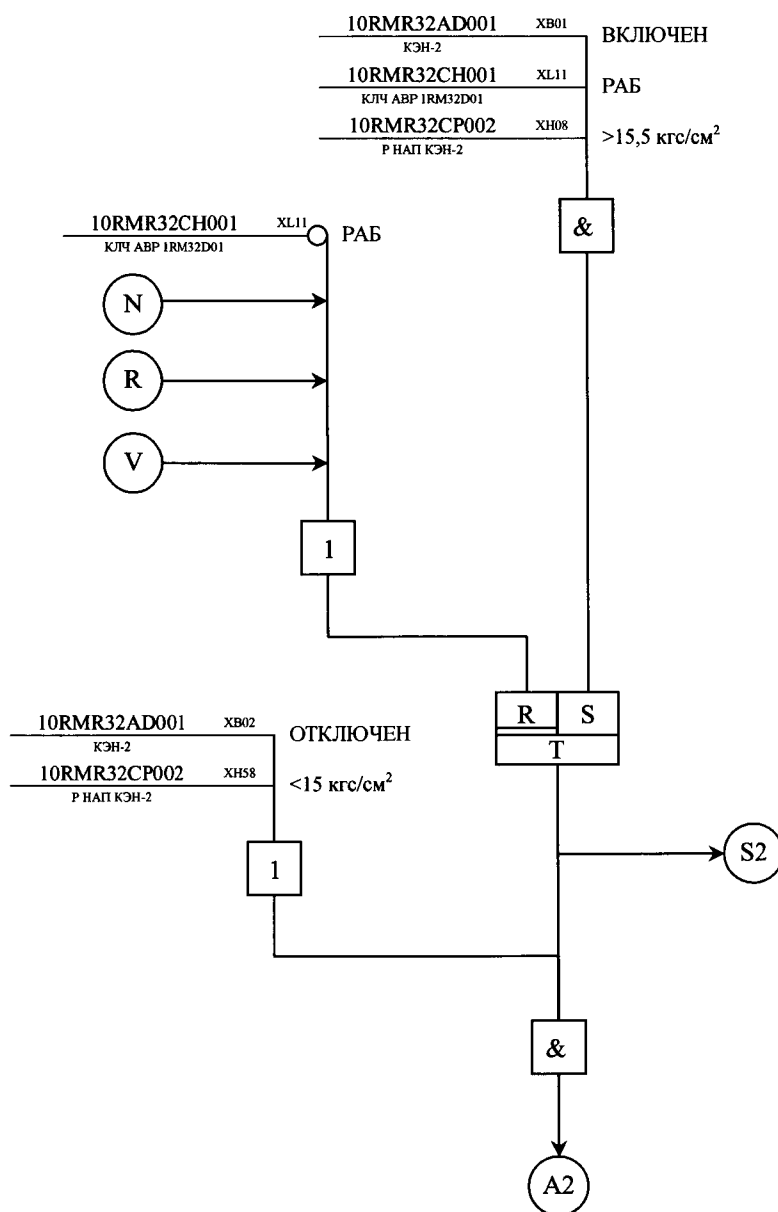 10RMR32AD001 XB01 ВКЛЮЧЕН
КЭН-2
10RMR32CH001 XL11 РАБ
КЛЧ АВР 1RM32D01
10RMR32CP002 XH08 >15,5 кгс/см²
Р НАП КЭН-2
&
10RMR32CH001 XL11 РАБ
КЛЧ АВР 1RM32D01
N
R
V
1
R S
T
10RMR32AD001 XB02 ОТКЛЮЧЕН
КЭН-2
10RMR32CP002 XH58 <15 кгс/см²
Р НАП КЭН-2
1
S2
&
A2